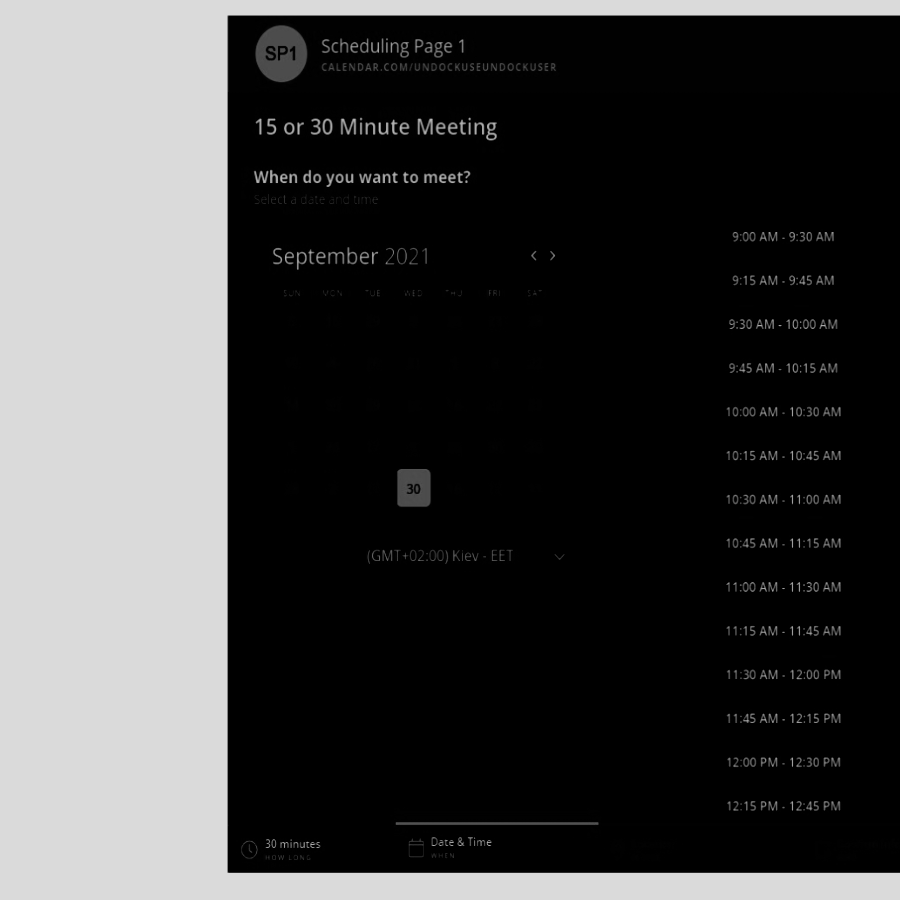 SP1
Scheduling Page 1
CALENDAR.COM/UNDOCKUSEUNDOCKUSER
15 or 30 Minute Meeting
When do you want to meet?
Select a date and time
September 2021
SUN MON TUE WED THU FRI SAT
30
(GMT+02:00) Kiev - EET
9:00 AM - 9:30 AM
9:15 AM - 9:45 AM
9:30 AM - 10:00 AM
9:45 AM - 10:15 AM
10:00 AM - 10:30 AM
10:15 AM - 10:45 AM
10:30 AM - 11:00 AM
10:45 AM - 11:15 AM
11:00 AM - 11:30 AM
11:15 AM - 11:45 AM
11:30 AM - 12:00 PM
11:45 AM - 12:15 PM
12:00 PM - 12:30 PM
12:15 PM - 12:45 PM
30 minutes
HOW LONG
Date & Time
WHEN